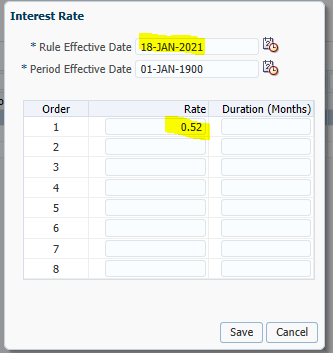 Interest Rate
* Rule Effective Date 18-JAN-2021
* Period Effective Date 01-JAN-1900
Order Rate Duration (Months)
1 0.52
2
3
4
5
6
7
8
Save Cancel